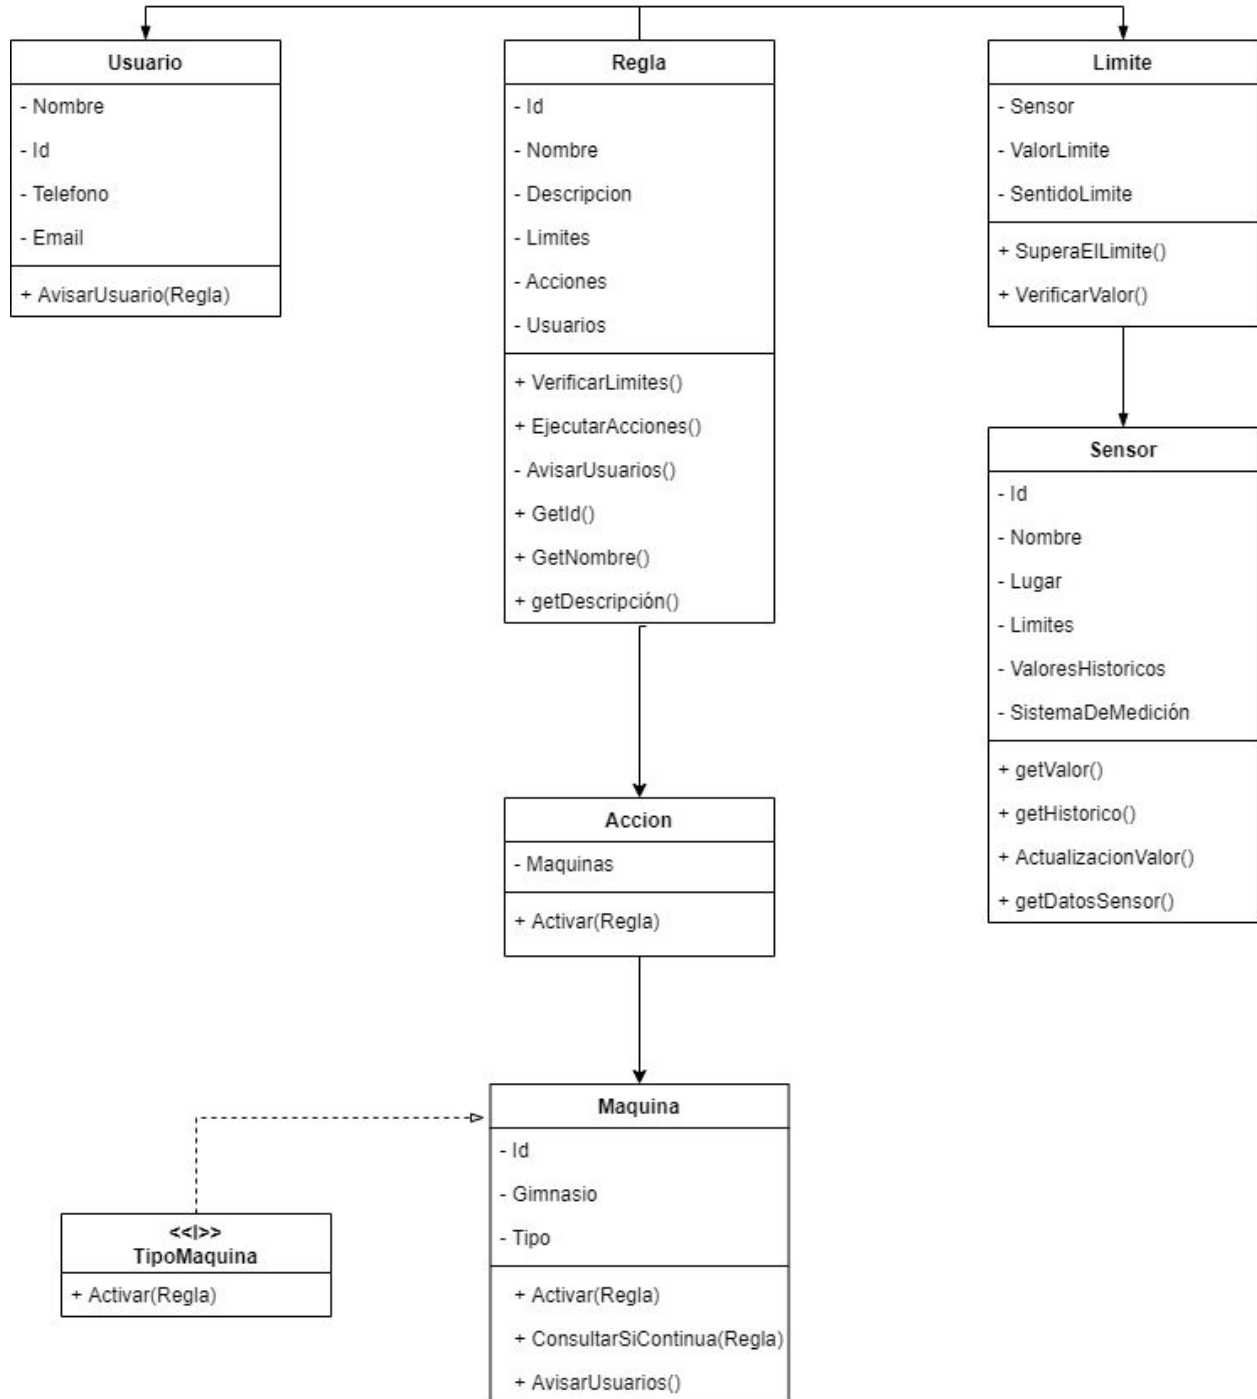 Usuario
- Nombre
- Id
- Telefono
- Email
+ AvisarUsuario(Regla)
Regla
- Id
- Nombre
- Descripcion
- Limites
- Acciones
- Usuarios
+ VerificarLimites()
+ EjecutarAcciones()
- AvisarUsuarios()
+ GetId()
+ GetNombre()
+ getDescripción()
Limite
- Sensor
- ValorLimite
- SentidoLimite
+ SuperaElLimite()
+ VerificarValor()
Sensor
- Id
- Nombre
- Lugar
- Limites
- ValoresHistoricos
- SistemaDeMedición
+ getValor()
+ getHistorico()
+ ActualizacionValor()
+ getDatosSensor()
Accion
- Maquinas
+ Activar(Regla)
Maquina
- Id
- Gimnasio
- Tipo
+ Activar(Regla)
+ ConsultarSiContinua(Regla)
+ AvisarUsuarios()
<<I>>
TipoMaquina
+ Activar(Regla)